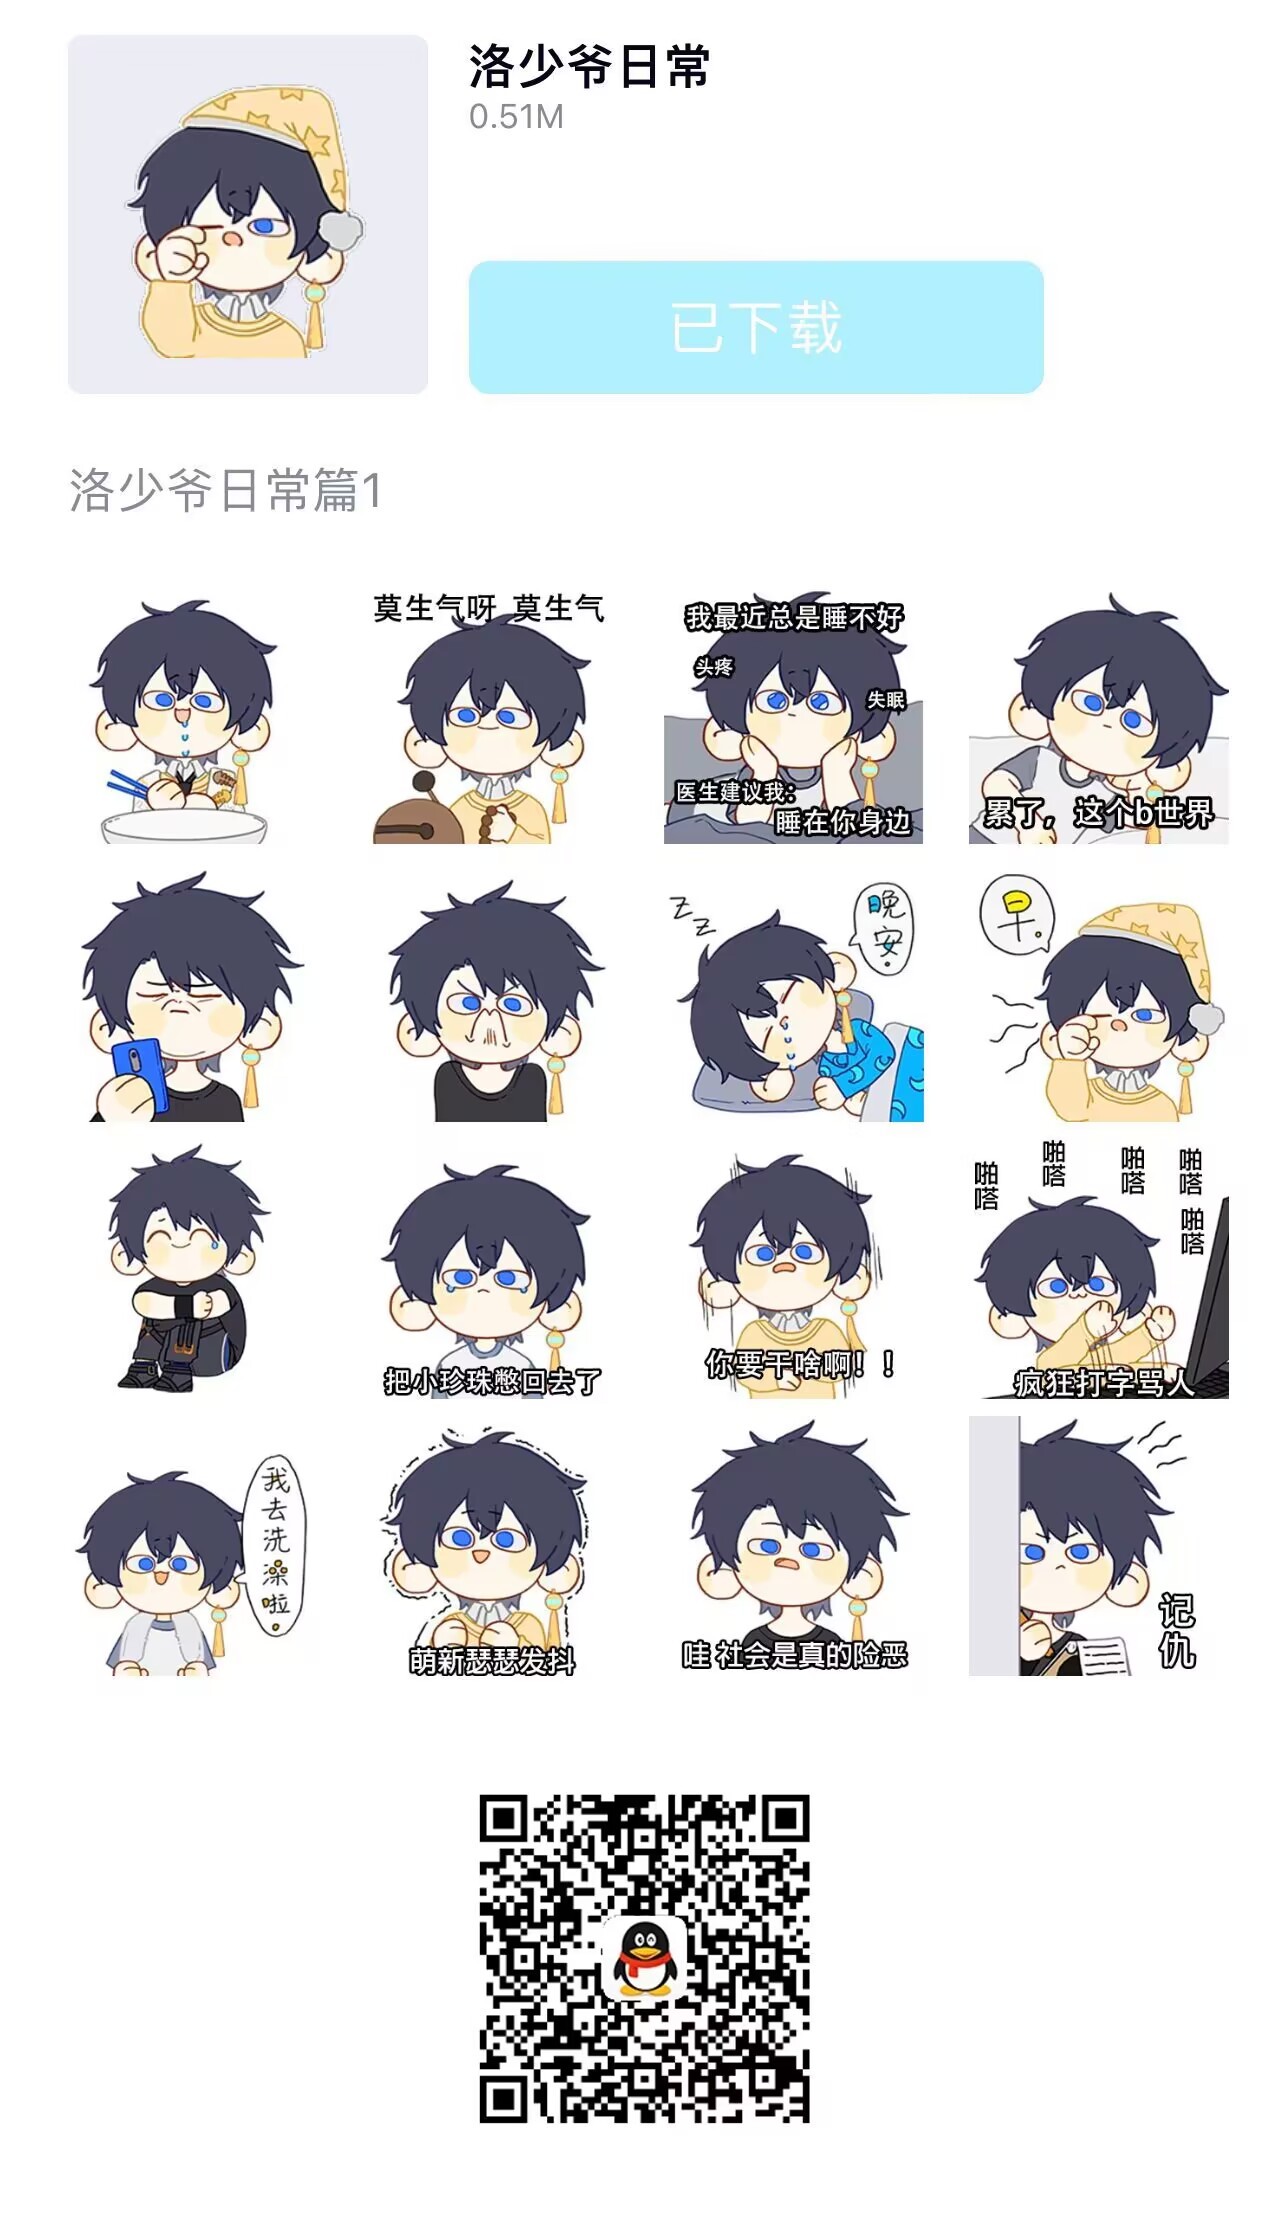 洛少爷日常
0.51M
已下载
洛少爷日常篇1
莫生气呀 莫生气
我最近总是睡不好
头疼
失眠
医生建议我：
睡在你身边
累了，这个b世界
zz
晚安。
早。
把小珍珠憋回去了
你要干啥啊！！
啪嗒
啪嗒
啪嗒
啪嗒
啪嗒
疯狂打字骂人
我去洗澡啦。
萌新瑟瑟发抖
哇 社会是真的险恶
记仇